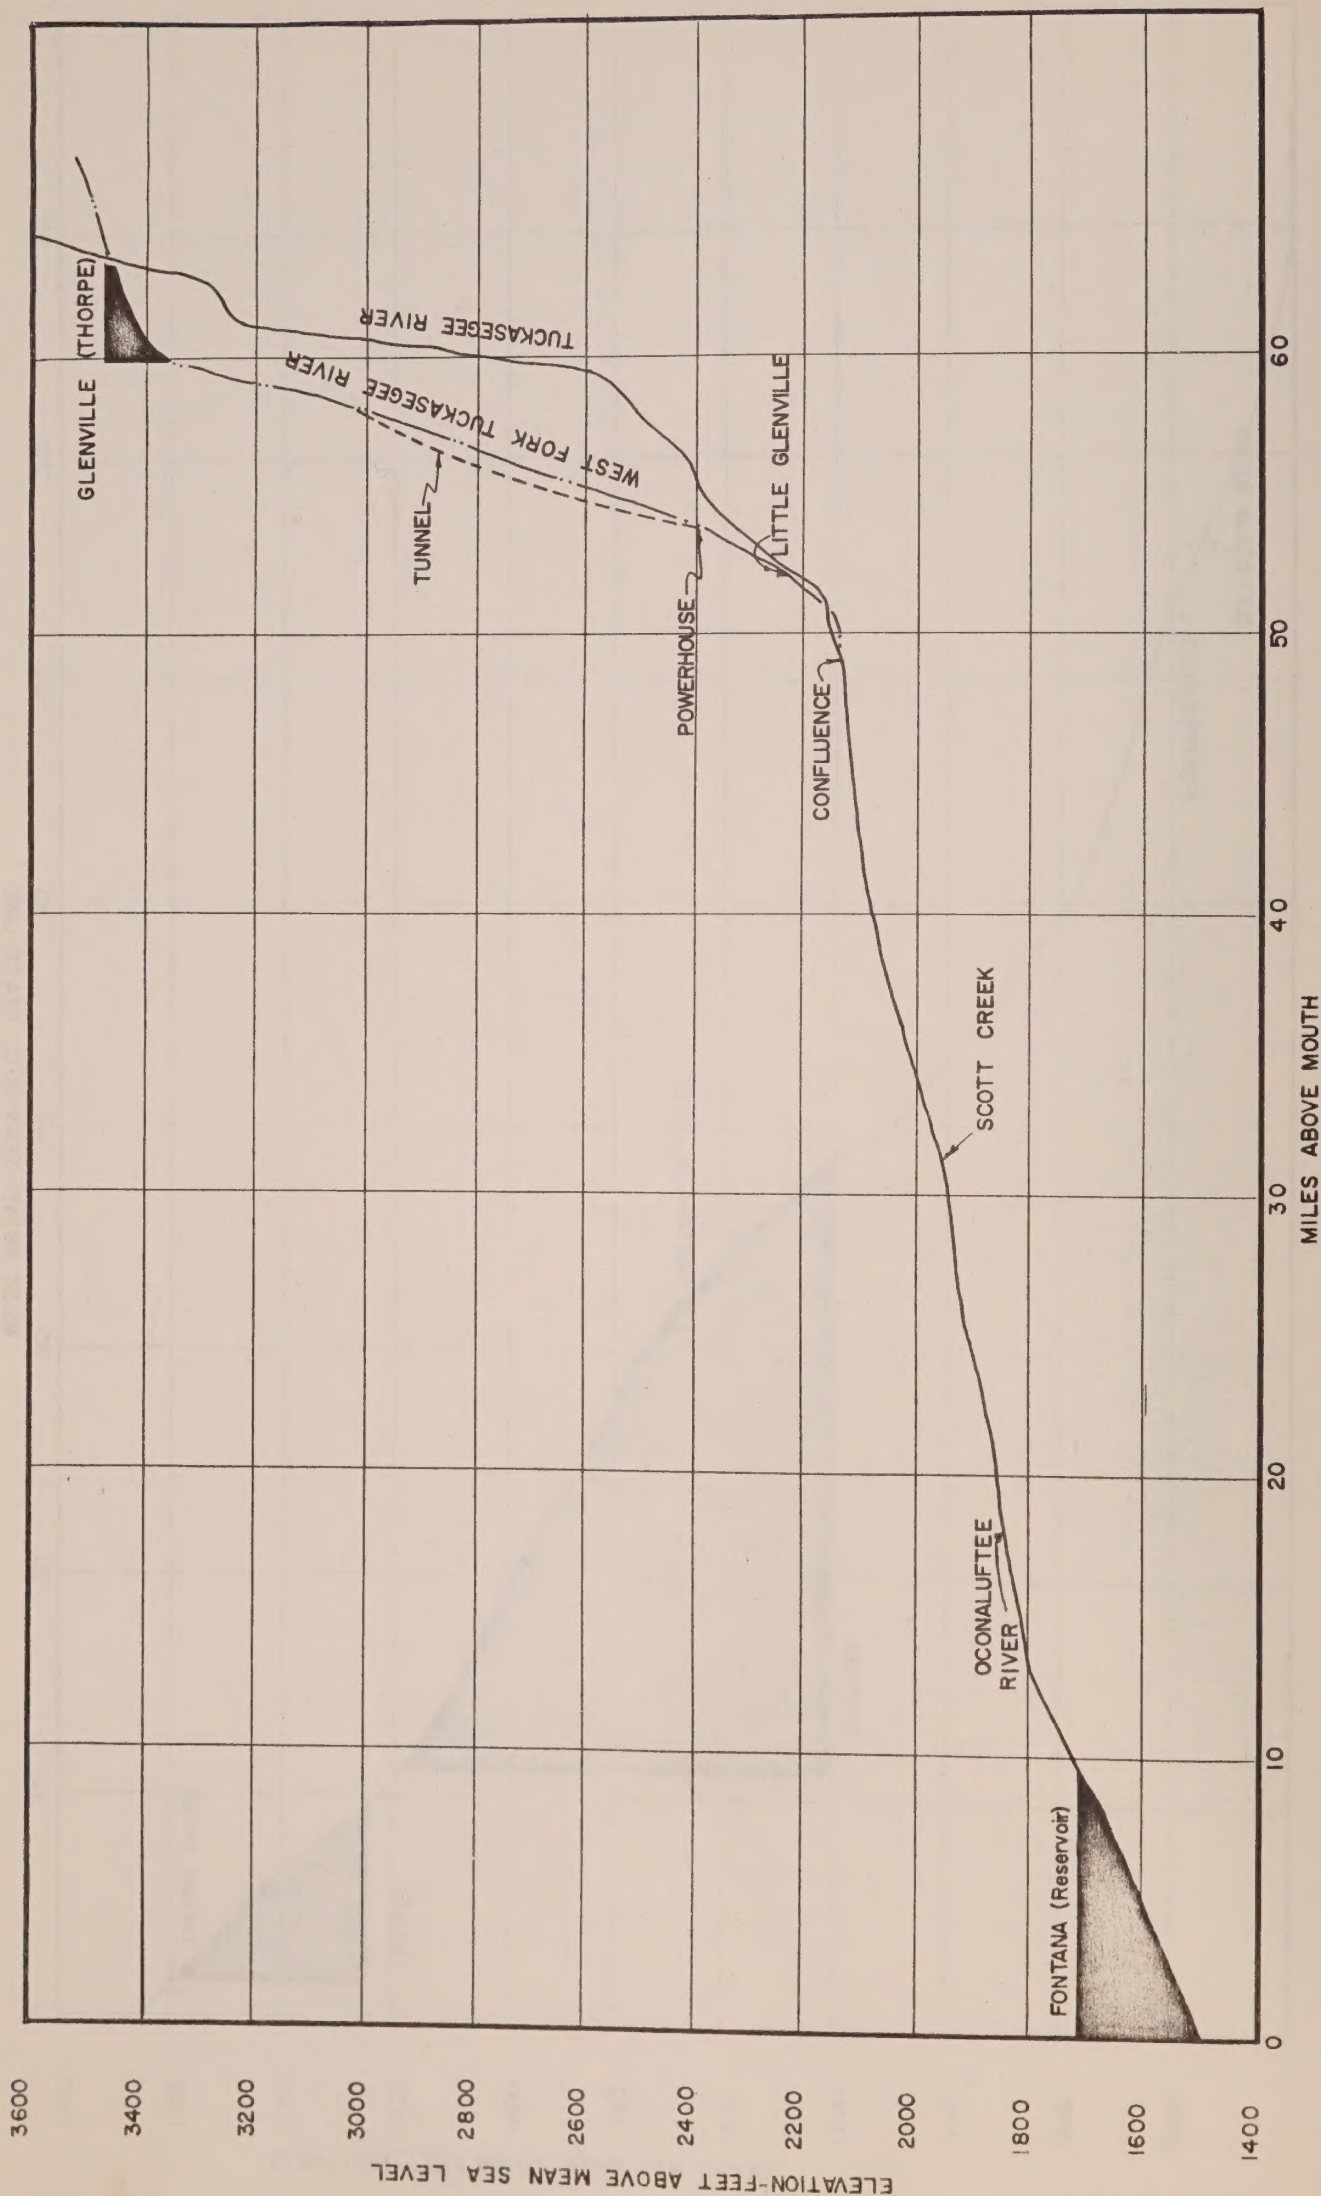 GLENVILLE (THORPE)
TUCKASEGEE RIVER
WEST FORK TUCKASEGEE RIVER
TUNNEL
POWERHOUSE
LITTLE GLENVILLE
CONFLUENCE
SCOTT CREEK
OCONALUFTEE
RIVER
FONTANA (Reservoir)
ELEVATION-FEET ABOVE MEAN SEA LEVEL
3600
3400
3200
3000
2800
2600
2400
2200
2000
1800
1600
1400
0
10
20
30
40
50
60
MILES ABOVE MOUTH